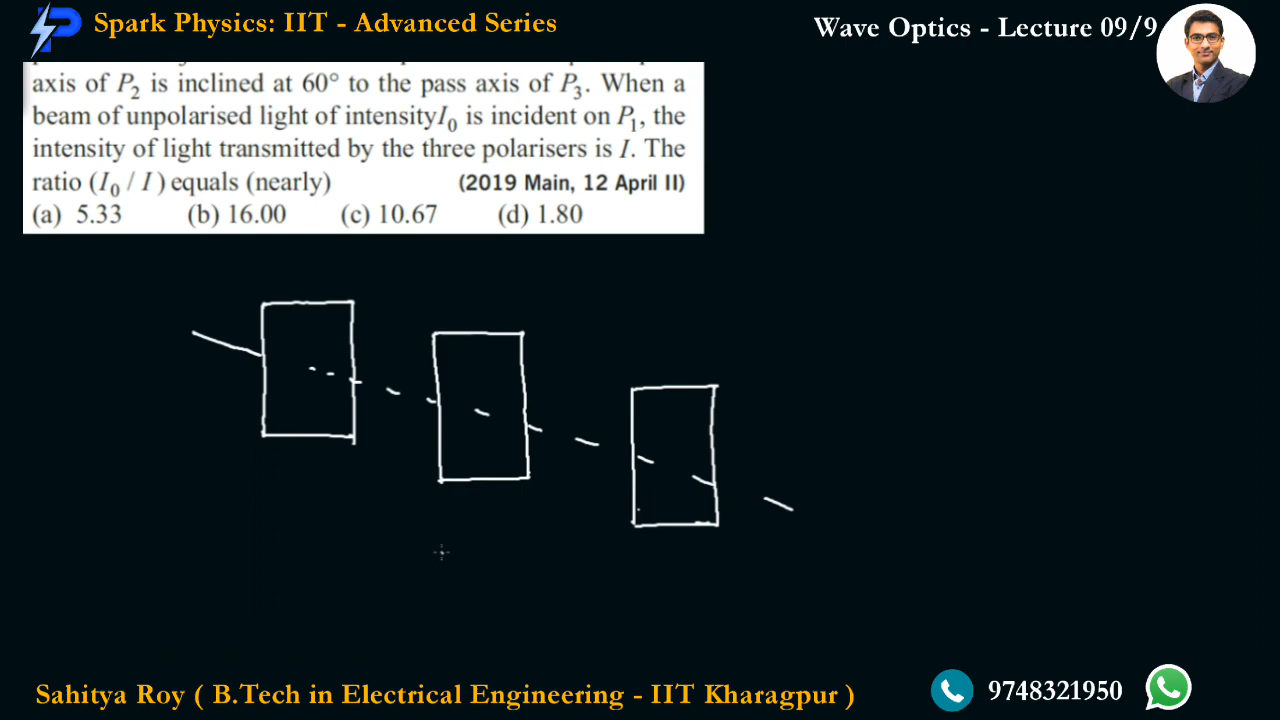 Spark Physics: IIT - Advanced Series
Wave Optics - Lecture 09/9
axis of P₂ is inclined at 60° to the pass axis of P₃. When a
beam of unpolarised light of intensity I₀ is incident on P₁, the
intensity of light transmitted by the three polarisers is I. The
ratio (I₀ / I) equals (nearly) (2019 Main, 12 April II)
(a) 5.33 (b) 16.00 (c) 10.67 (d) 1.80
Sahitya Roy ( B.Tech in Electrical Engineering - IIT Kharagpur )
9748321950